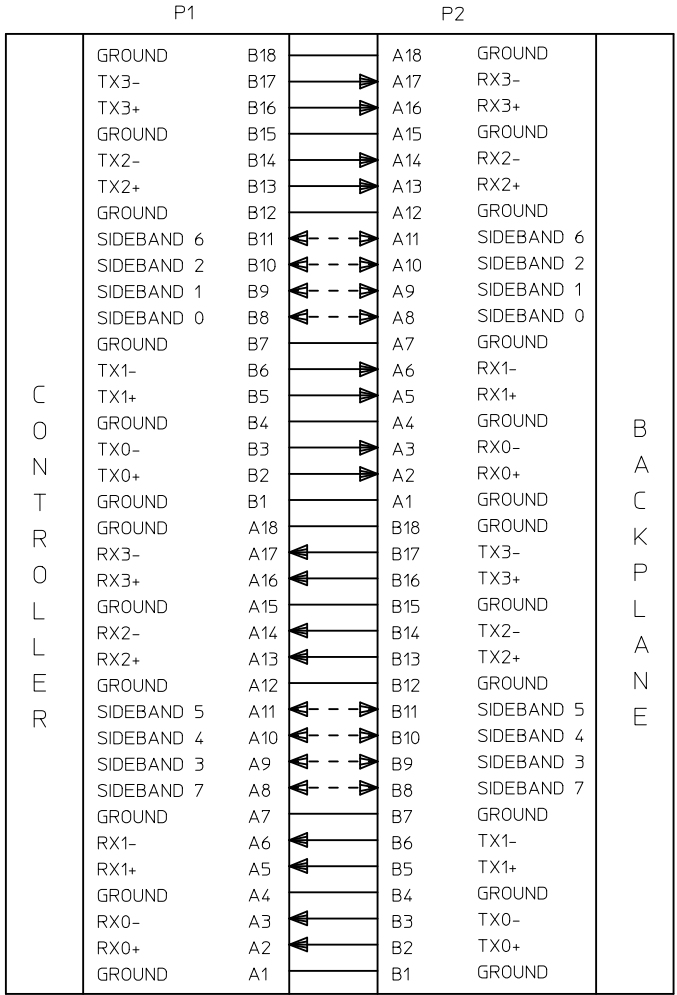 P1 P2
GROUND B18 A18 GROUND
TX3- B17 A17 RX3-
TX3+ B16 A16 RX3+
GROUND B15 A15 GROUND
TX2- B14 A14 RX2-
TX2+ B13 A13 RX2+
GROUND B12 A12 GROUND
SIDEBAND 6 B11 A11 SIDEBAND 6
SIDEBAND 2 B10 A10 SIDEBAND 2
SIDEBAND 1 B9 A9 SIDEBAND 1
SIDEBAND 0 B8 A8 SIDEBAND 0
GROUND B7 A7 GROUND
TX1- B6 A6 RX1-
TX1+ B5 A5 RX1+
GROUND B4 A4 GROUND
TX0- B3 A3 RX0-
TX0+ B2 A2 RX0+
GROUND B1 A1 GROUND
GROUND A18 B18 GROUND
RX3- A17 B17 TX3-
RX3+ A16 B16 TX3+
GROUND A15 B15 GROUND
RX2- A14 B14 TX2-
RX2+ A13 B13 TX2+
GROUND A12 B12 GROUND
SIDEBAND 5 A11 B11 SIDEBAND 5
SIDEBAND 4 A10 B10 SIDEBAND 4
SIDEBAND 3 A9 B9 SIDEBAND 3
SIDEBAND 7 A8 B8 SIDEBAND 7
GROUND A7 B7 GROUND
RX1- A6 B6 TX1-
RX1+ A5 B5 TX1+
GROUND A4 B4 GROUND
RX0- A3 B3 TX0-
RX0+ A2 B2 TX0+
GROUND A1 B1 GROUND
CONTROLLER
BACKPLANE